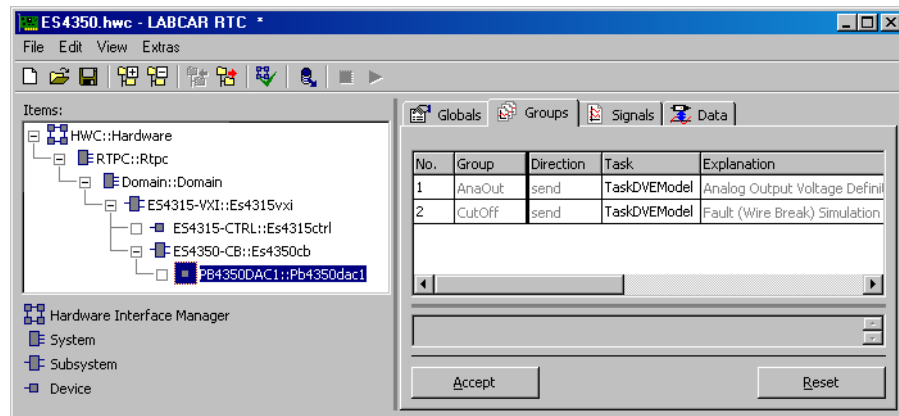 ES4350.hwc - LABCAR RTC *
File Edit View Extras
Items:
HWC::Hardware
RTPC::Rtpc
Domain::Domain
ES4315-VXI::Es4315vxi
ES4315-CTRL::Es4315ctrl
ES4350-CB::Es4350cb
PB4350DAC1::Pb4350dac1
Hardware Interface Manager
System
Subsystem
Device
Globals Groups Signals Data
No. Group Direction Task Explanation
1 AnaOut send TaskDVEModel Analog Output Voltage Defini
2 CutOff send TaskDVEModel Fault (Wire Break) Simulation
Accept Reset